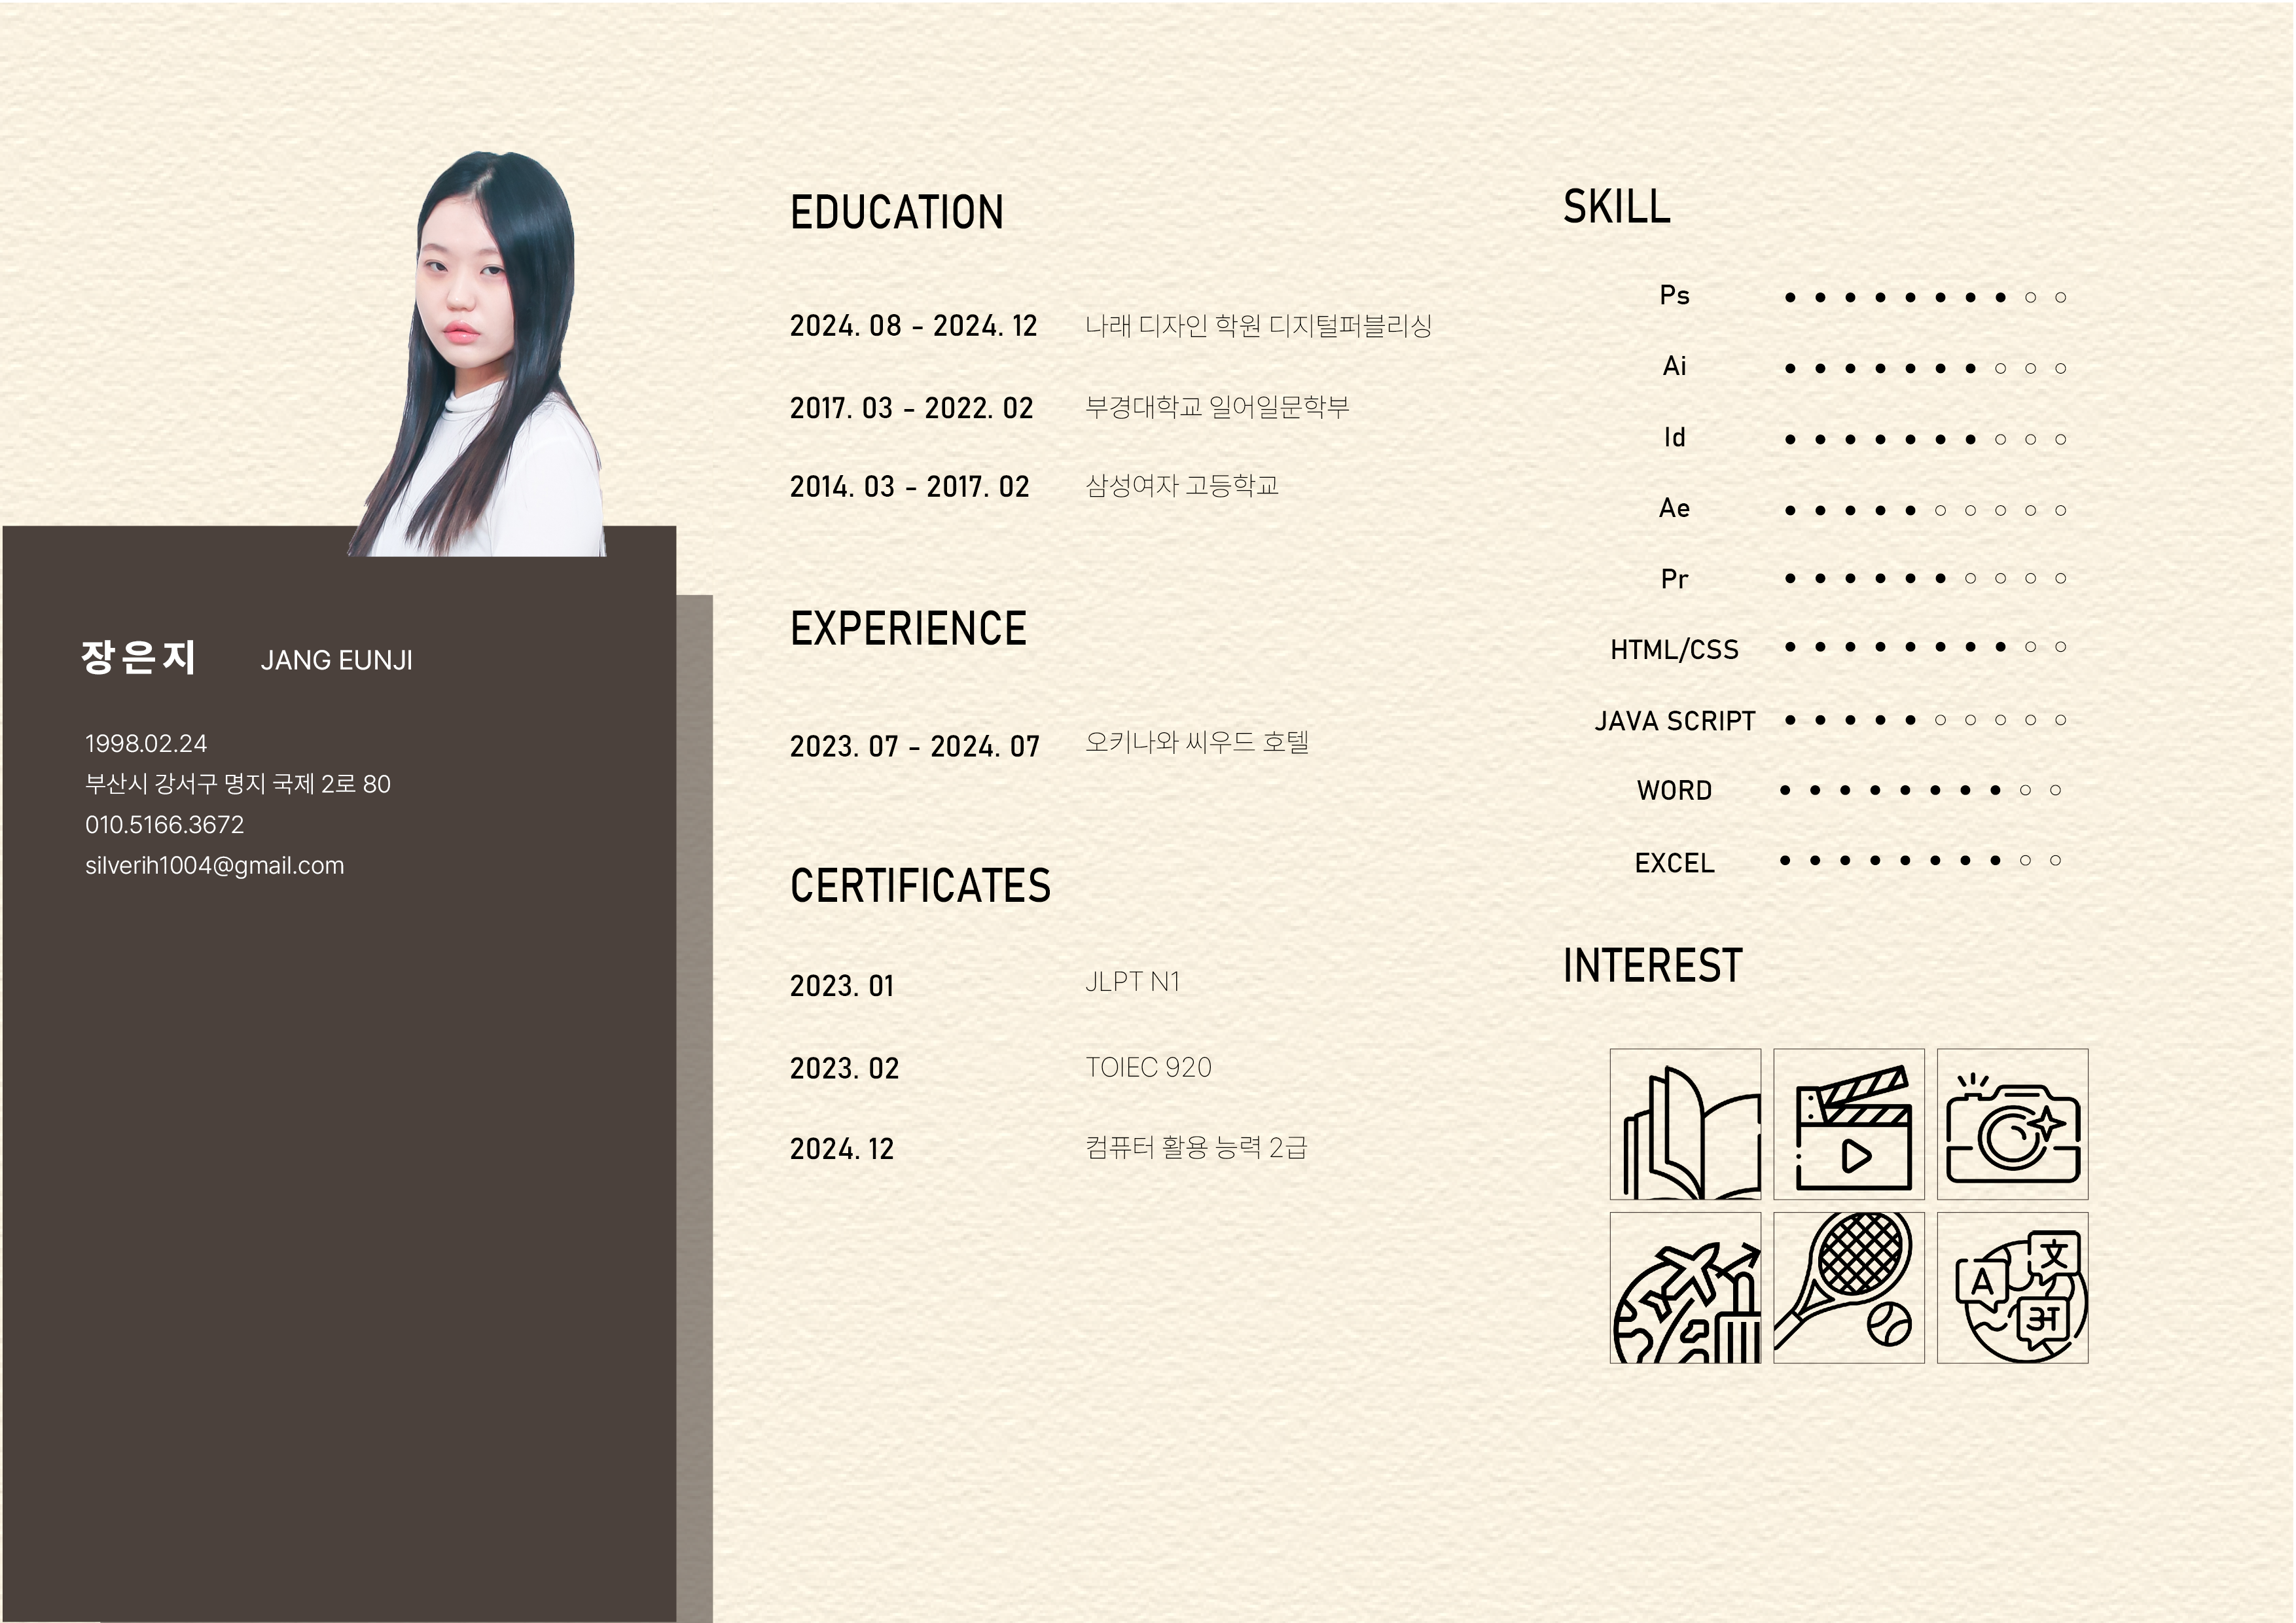 장은지 JANG EUNJI
1998.02.24
부산시 강서구 명지 국제 2로 80
010.5166.3672
silverih1004@gmail.com
EDUCATION
2024. 08 - 2024. 12 나래 디자인 학원 디지털퍼블리싱
2017. 03 - 2022. 02 부경대학교 일어일문학부
2014. 03 - 2017. 02 삼성여자 고등학교
EXPERIENCE
2023. 07 - 2024. 07 오키나와 씨우드 호텔
CERTIFICATES
2023. 01 JLPT N1
2023. 02 TOIEC 920
2024. 12 컴퓨터 활용 능력 2급
SKILL
Ps
Ai
Id
Ae
Pr
HTML/CSS
JAVA SCRIPT
WORD
EXCEL
INTEREST
A 文 अ